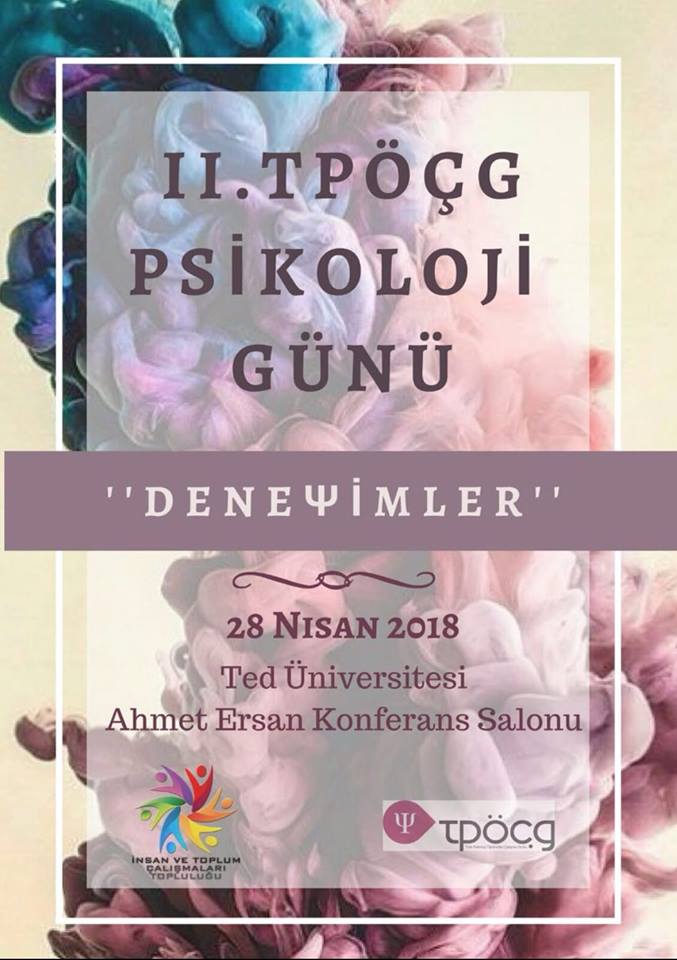 II.TPÖÇG
PSİKOLOJİ
GÜNÜ
''DENEΨİMLER''
28 Nisan 2018
Ted Üniversitesi
Ahmet Ersan Konferans Salonu
İNSAN VE TOPLUM
ÇALIŞMALARI
TOPLULUĞU
Ψ tpöçg